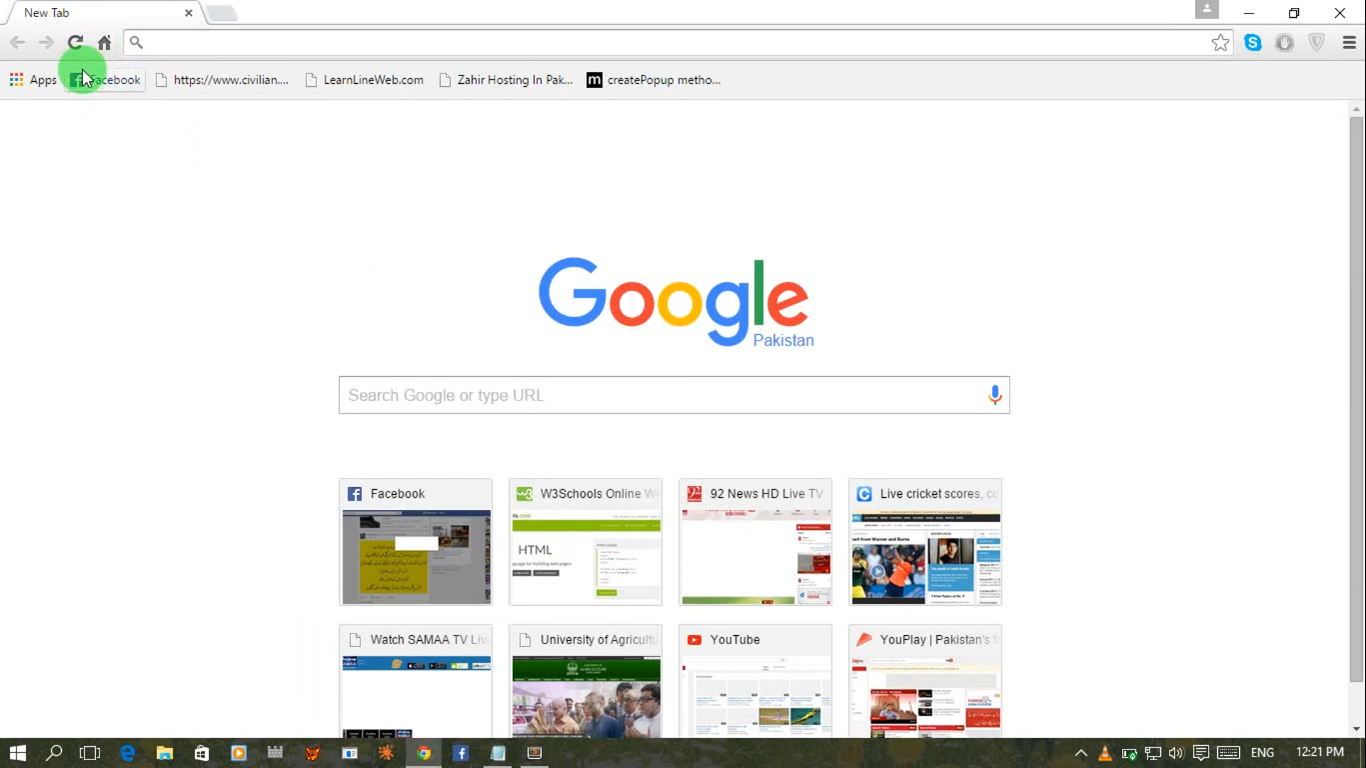 New Tab
Apps
Facebook
https://www.civilian....
LearnLineWeb.com
Zahir Hosting In Pak...
createPopup metho...
Google
Pakistan
Search Google or type URL
Facebook
W3Schools Online W
92 News HD Live TV
Live cricket scores, co
HTML
Watch SAMAA TV Liv
University of Agricultu
YouTube
YouPlay | Pakistan's f
ENG
12:21 PM